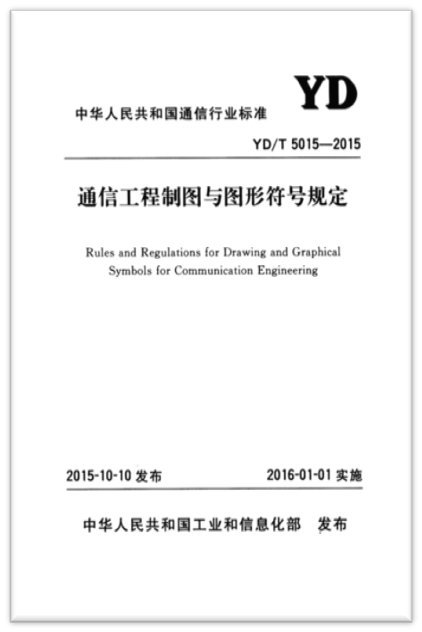 YD
中华人民共和国通信行业标准
YD/T 5015—2015
通信工程制图与图形符号规定
Rules and Regulations for Drawing and Graphical
Symbols for Communication Engineering
2015-10-10 发布 2016-01-01 实施
中华人民共和国工业和信息化部 发布